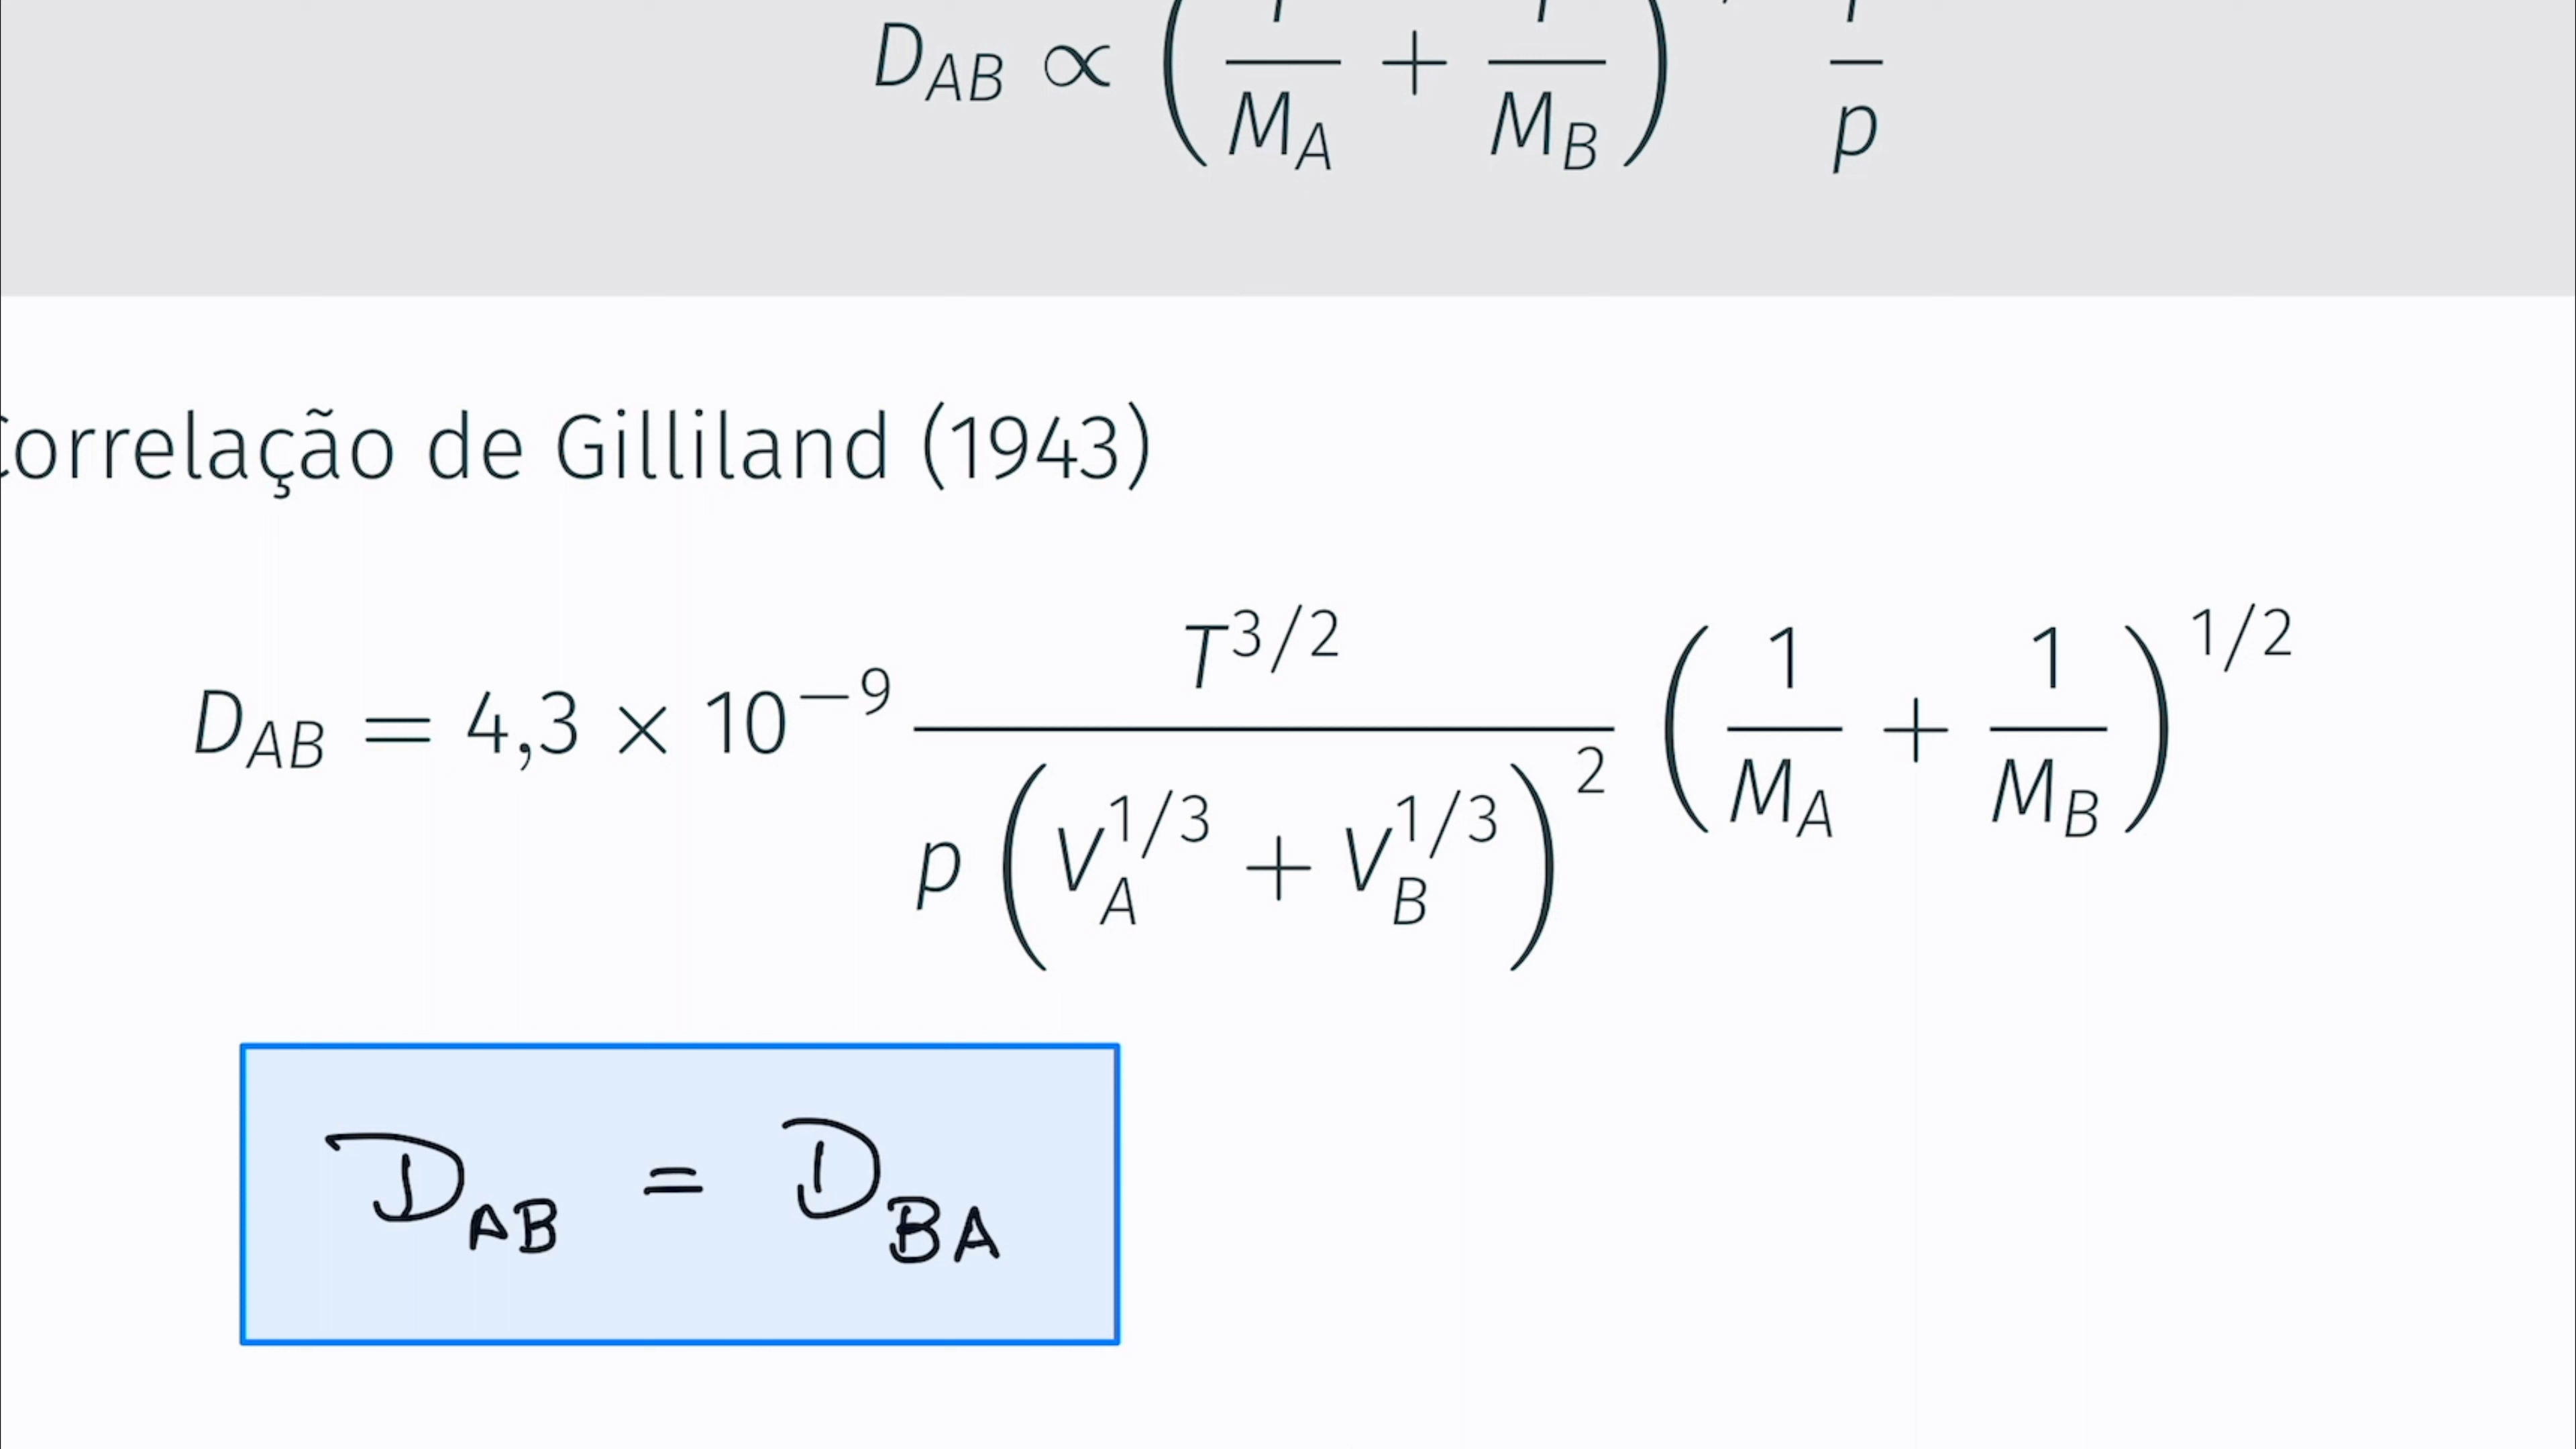 D_AB ∝ (1/M_A + 1/M_B) 1/p
Correlação de Gilliland (1943)
D_AB = 4,3 × 10^−9 T^3/2 / p (V_A^1/3 + V_B^1/3)^2 (1/M_A + 1/M_B)^1/2
D_AB = D_BA